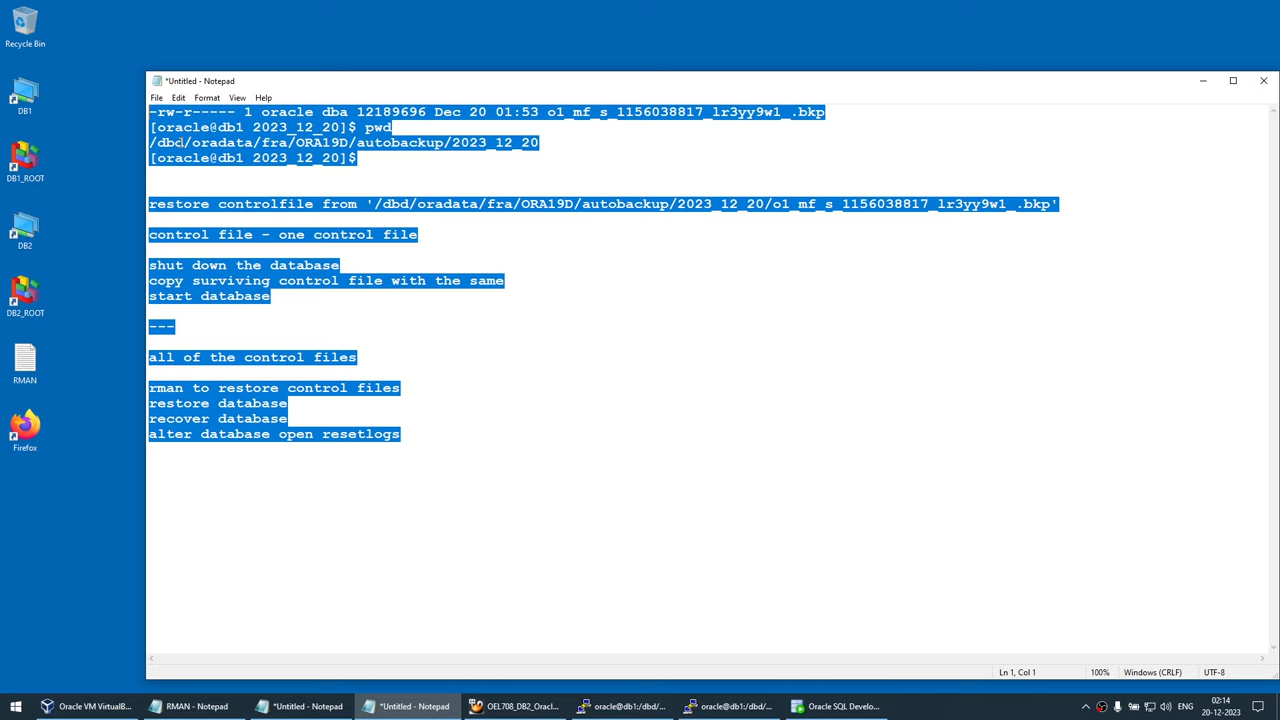 Recycle Bin
DB1
DB1_ROOT
DB2
DB2_ROOT
RMAN
Firefox
*Untitled - Notepad
File Edit Format View Help
-rw-r----- 1 oracle dba 12189696 Dec 20 01:53 o1_mf_s_1156038817_lr3yy9w1_.bkp
[oracle@db1 2023_12_20]$ pwd
/dbd/oradata/fra/ORA19D/autobackup/2023_12_20
[oracle@db1 2023_12_20]$
restore controlfile from '/dbd/oradata/fra/ORA19D/autobackup/2023_12_20/o1_mf_s_1156038817_lr3yy9w1_.bkp'
control file - one control file
shut down the database
copy surviving control file with the same
start database
---
all of the control files
rman to restore control files
restore database
recover database
alter database open resetlogs
Ln 1, Col 1 100% Windows (CRLF) UTF-8
Oracle VM VirtualB... RMAN - Notepad *Untitled - Notepad *Untitled - Notepad OEL708_DB2_Oracl... oracle@db1:/dbd/... oracle@db1:/dbd/... Oracle SQL Develo... ENG
02:14
20-12-2023